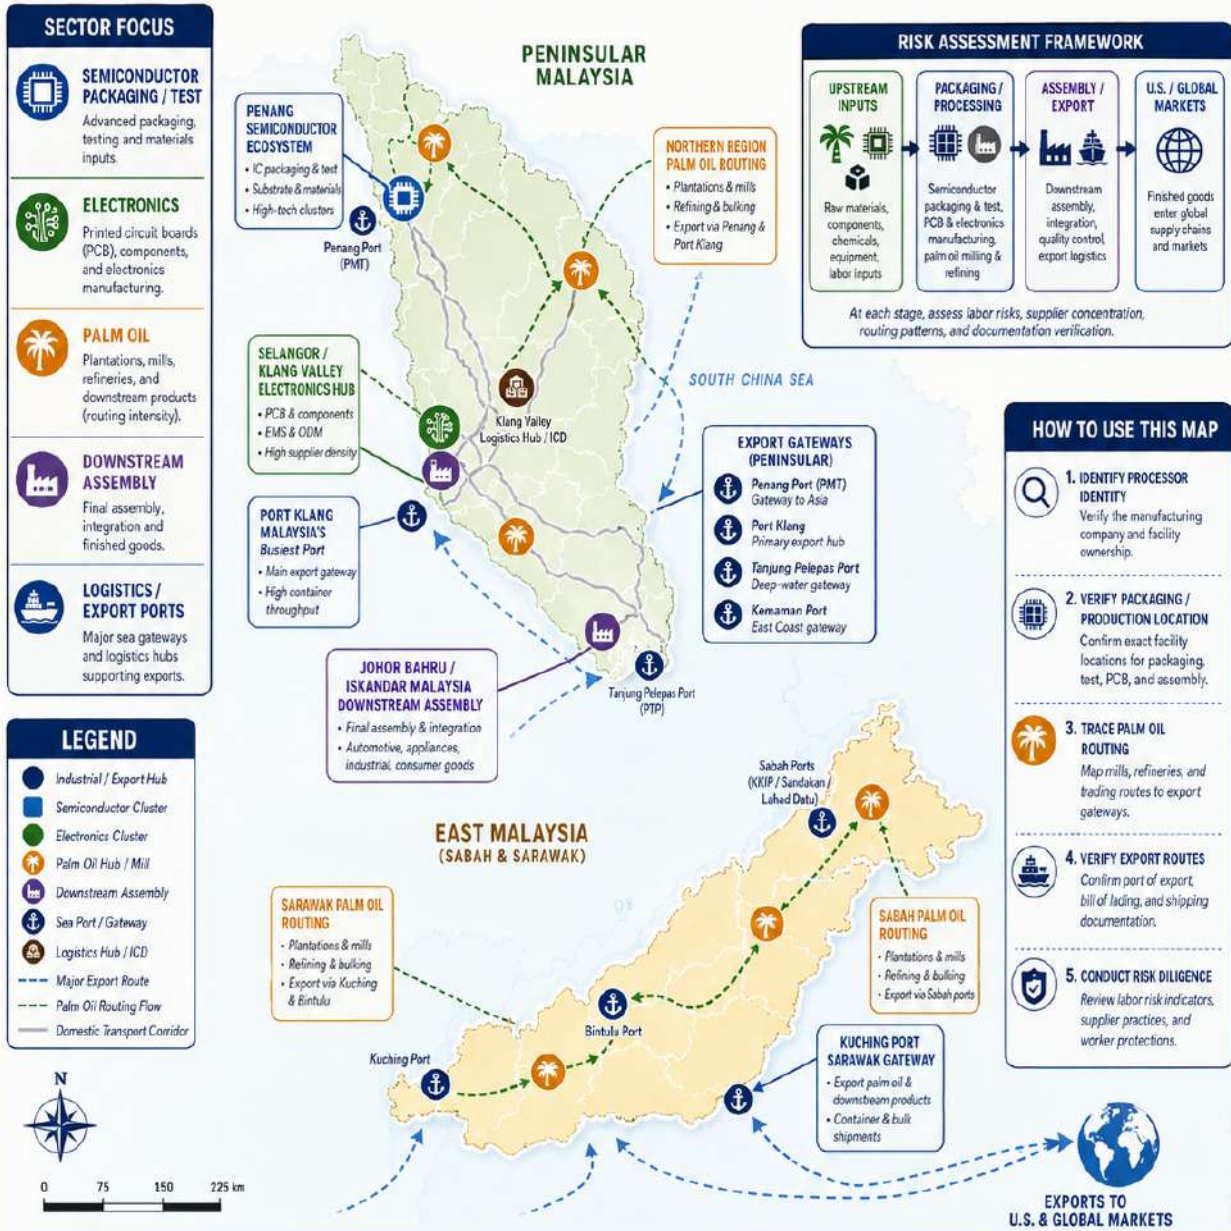 SECTOR FOCUS
SEMICONDUCTOR
PACKAGING / TEST
Advanced packaging,
testing and materials
inputs.
ELECTRONICS
Printed circuit boards
(PCB), components,
and electronics
manufacturing.
PALM OIL
Plantations, mills,
refineries, and
downstream products
(routing intensity).
DOWNSTREAM
ASSEMBLY
Final assembly,
integration and
finished goods.
LOGISTICS /
EXPORT PORTS
Major sea gateways
and logistics hubs
supporting exports.
LEGEND
Industrial / Export Hub
Semiconductor Cluster
Electronics Cluster
Palm Oil Hub / Mill
Downstream Assembly
Sea Port / Gateway
Logistics Hub / ICD
Major Export Route
Palm Oil Routing Flow
Domestic Transport Corridor
N
0 75 150 225 km
PENINSULAR
MALAYSIA
PENANG
SEMICONDUCTOR
ECOSYSTEM
• IC packaging & test
• Substrate & materials
• High-tech clusters
Penang Port
(PMT)
NORTHERN REGION
PALM OIL ROUTING
• Plantations & mills
• Refining & bulking
• Export via Penang &
Port Klang
SELANGOR /
KLANG VALLEY
ELECTRONICS HUB
• PCB & components
• EMS & ODM
• High supplier density
Klang Valley
Logistics Hub / ICD
SOUTH CHINA SEA
PORT KLANG
MALAYSIA'S
Busiest Port
• Main export gateway
• High container
throughput
EXPORT GATEWAYS
(PENINSULAR)
Penang Port (PMT)
Gateway to Asia
Port Klang
Primary export hub
Tanjung Pelepas Port
Deep-water gateway
Kemaman Port
East Coast gateway
JOHOR BAHRU /
ISKANDAR MALAYSIA
DOWNSTREAM ASSEMBLY
• Final assembly & integration
• Automotive, appliances,
industrial, consumer goods
Tanjung Pelepas Port
(PTP)
EAST MALAYSIA
(SABAH & SARAWAK)
Sabah Ports
(KKIP / Sandakan /
Lahad Datu)
SARAWAK PALM OIL
ROUTING
• Plantations & mills
• Refining & bulking
• Export via Kuching
& Bintulu
SABAH PALM OIL
ROUTING
• Plantations & mills
• Refining & bulking
• Export via Sabah ports
Bintulu Port
Kuching Port
KUCHING PORT
SARAWAK GATEWAY
• Export palm oil &
downstream products
• Container & bulk
shipments
EXPORTS TO
U.S. & GLOBAL MARKETS
RISK ASSESSMENT FRAMEWORK
UPSTREAM
INPUTS
Raw materials,
components,
chemicals,
equipment,
labor inputs
PACKAGING /
PROCESSING
Semiconductor
packaging & test,
PCB & electronics
manufacturing,
palm oil milling &
refining
ASSEMBLY /
EXPORT
Downstream
assembly,
integration,
quality control,
export logistics
U.S. / GLOBAL
MARKETS
Finished goods
enter global
supply chains
and markets
At each stage, assess labor risks, supplier concentration,
routing patterns, and documentation verification.
HOW TO USE THIS MAP
1. IDENTIFY PROCESSOR
IDENTITY
Verify the manufacturing
company and facility
ownership.
2. VERIFY PACKAGING /
PRODUCTION LOCATION
Confirm exact facility
locations for packaging,
test, PCB, and assembly.
3. TRACE PALM OIL
ROUTING
Map mills, refineries, and
trading routes to export
gateways.
4. VERIFY EXPORT ROUTES
Confirm port of export,
bill of lading, and shipping
documentation.
5. CONDUCT RISK DILIGENCE
Review labor risk indicators,
supplier practices, and
worker protections.